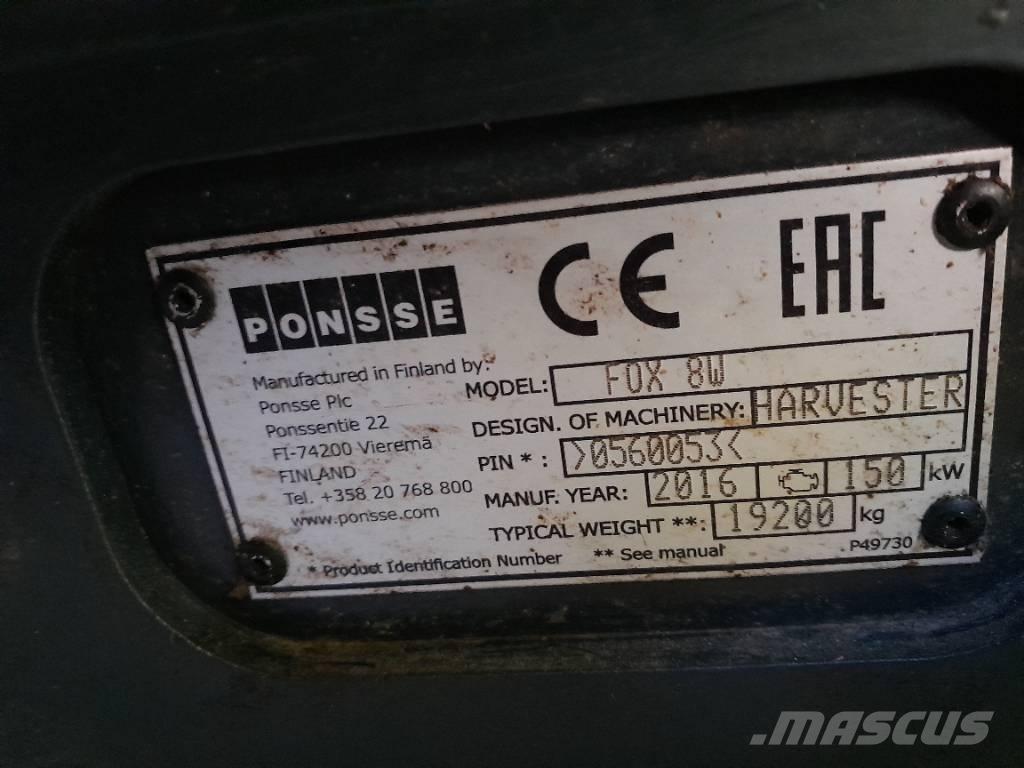 PONSSE CE EAC
Manufactured in Finland by:
Ponsse Plc
Ponssentie 22
FI-74200 Vieremä
FINLAND
Tel. +358 20 768 800
www.ponsse.com
MODEL: FOX 8W
DESIGN. OF MACHINERY: HARVESTER
PIN * : >0560053<
MANUF. YEAR: 2016 150 kW
TYPICAL WEIGHT **: 19200 kg
* Product Identification Number ** See manual P49730
.MASCUS